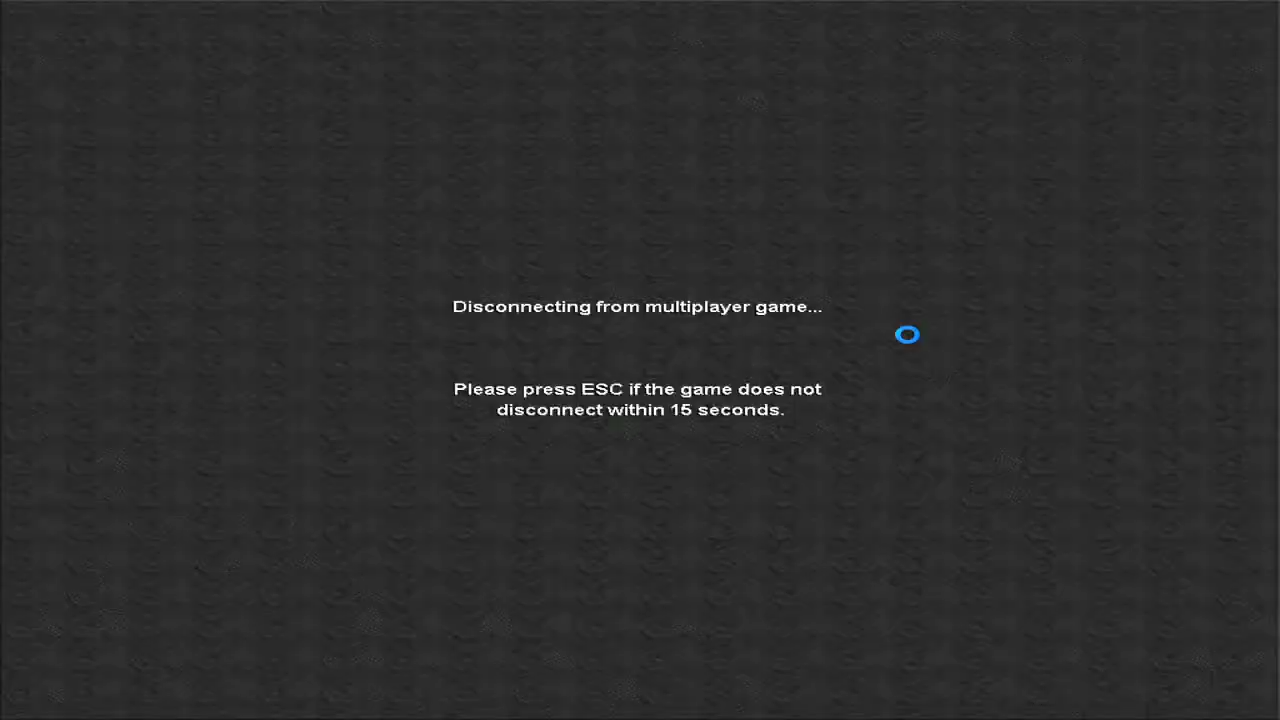 Disconnecting from multiplayer game...
Please press ESC if the game does not
disconnect within 15 seconds.